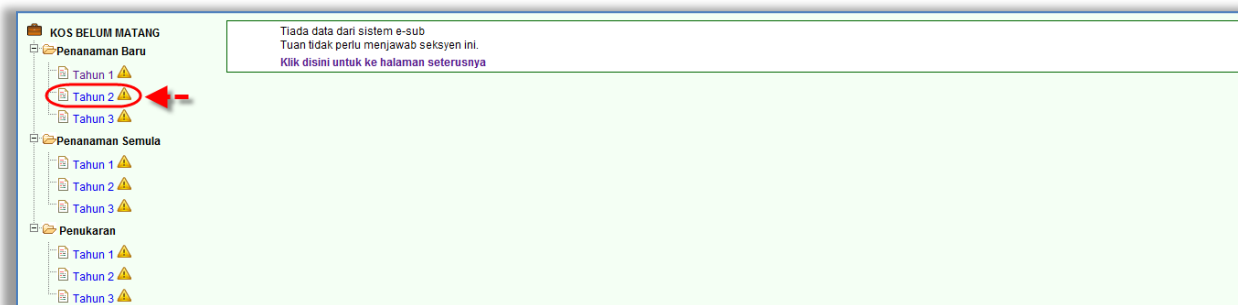 KOS BELUM MATANG
Penanaman Baru
Tahun 1
Tahun 2
Tahun 3
Penanaman Semula
Tahun 1
Tahun 2
Tahun 3
Penukaran
Tahun 1
Tahun 2
Tahun 3
Tiada data dari sistem e-sub
Tuan tidak perlu menjawab seksyen ini.
Klik disini untuk ke halaman seterusnya